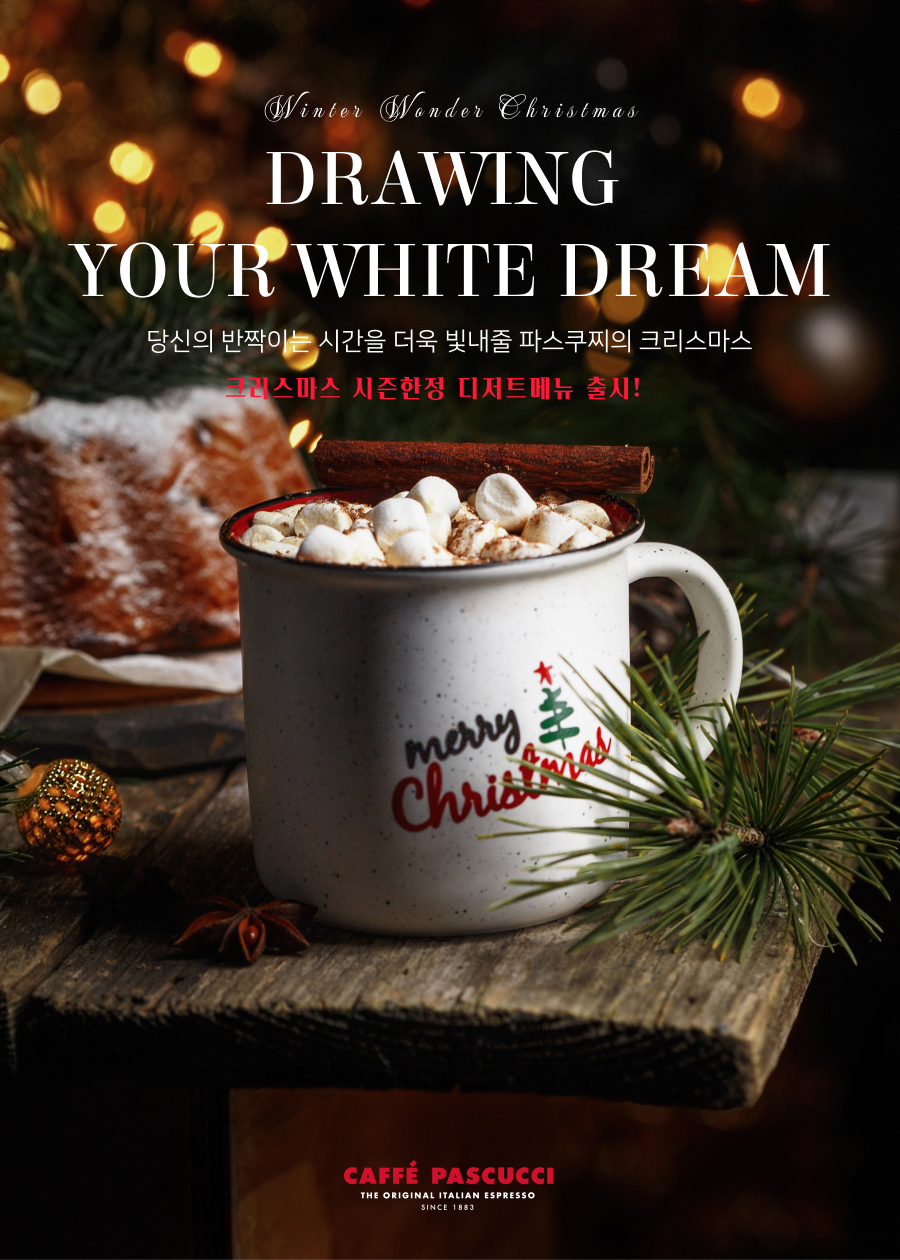 Winter Wonder Christmas
DRAWING
YOUR WHITE DREAM
당신의 반짝이는 시간을 더욱 빛내줄 파스쿠찌의 크리스마스
크리스마스 시즌한정 디저트메뉴 출시!
merry
Christmas
CAFFÉ PASCUCCI
THE ORIGINAL ITALIAN ESPRESSO
SINCE 1883